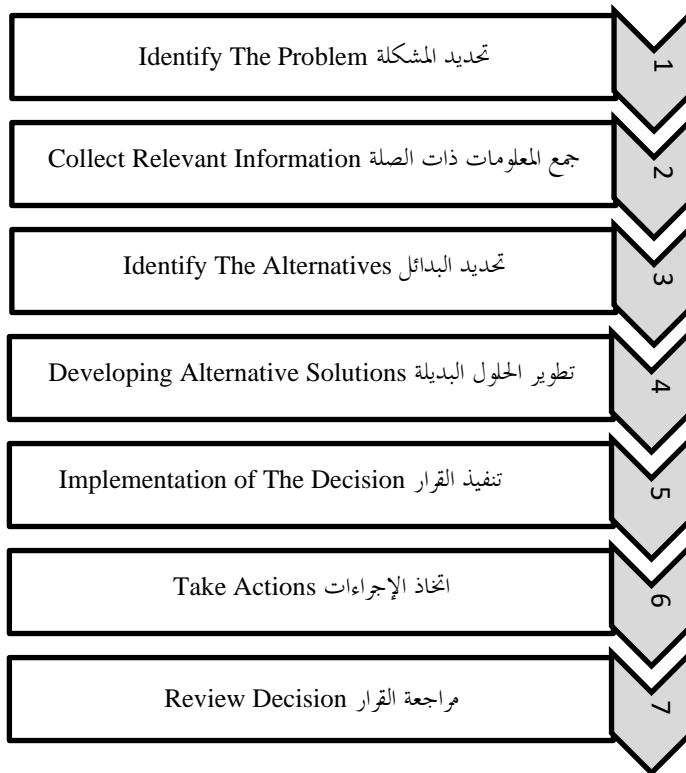 تحديد المشكلة Identify The Problem
1
جمع المعلومات ذات الصلة Collect Relevant Information
2
تحديد البدائل Identify The Alternatives
3
تطوير الحلول البديلة Developing Alternative Solutions
4
تنفيذ القرار Implementation of The Decision
5
اتخاذ الإجراءات Take Actions
6
مراجعة القرار Review Decision
7